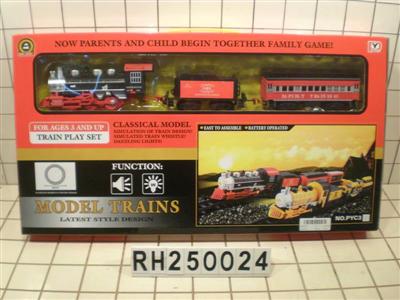 NOW PARENTS AND CHILD BEGIN TOGETHER FAMILY GAME!
FOR AGES 3 AND UP
TRAIN PLAY SET
CLASSICAL MODEL
SIMULATION OF TRAIN DESIGN!
SIMULATED TRAIN WHISTLE!
DAZZLING LIGHTS!
EASY TO ASSEMBLE
BATTERY OPERATED
FUNCTION:
MODEL TRAINS
LATEST STYLE DESIGN
NO.PYC3
RH250024